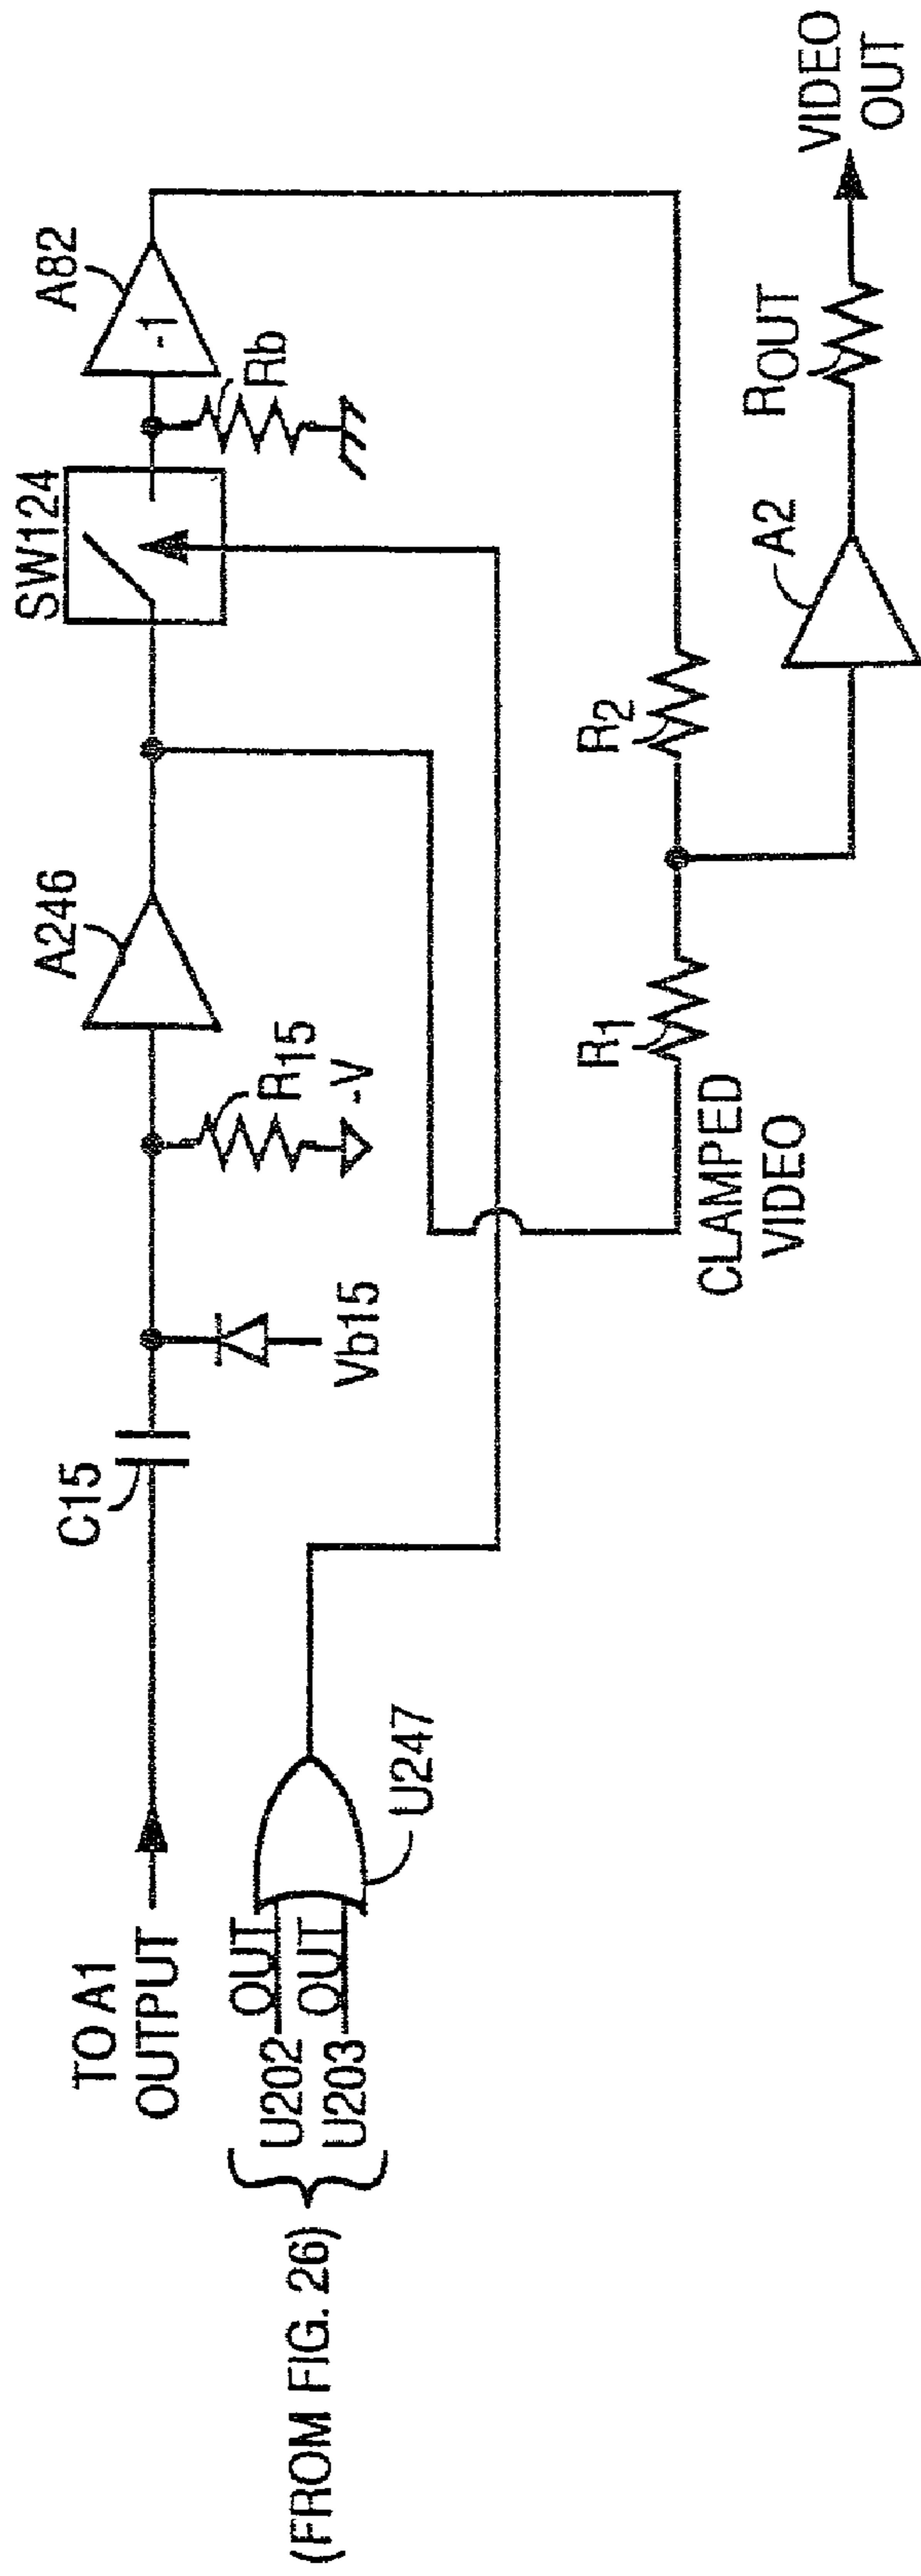 TO A1
OUTPUT
C15
Vb15
R15
-V
A246
SW124
Rb
A82
-1
(FROM FIG. 26)
U202 OUT
U203 OUT
U247
CLAMPED
VIDEO
R1
R2
A2
ROUT
VIDEO
OUT